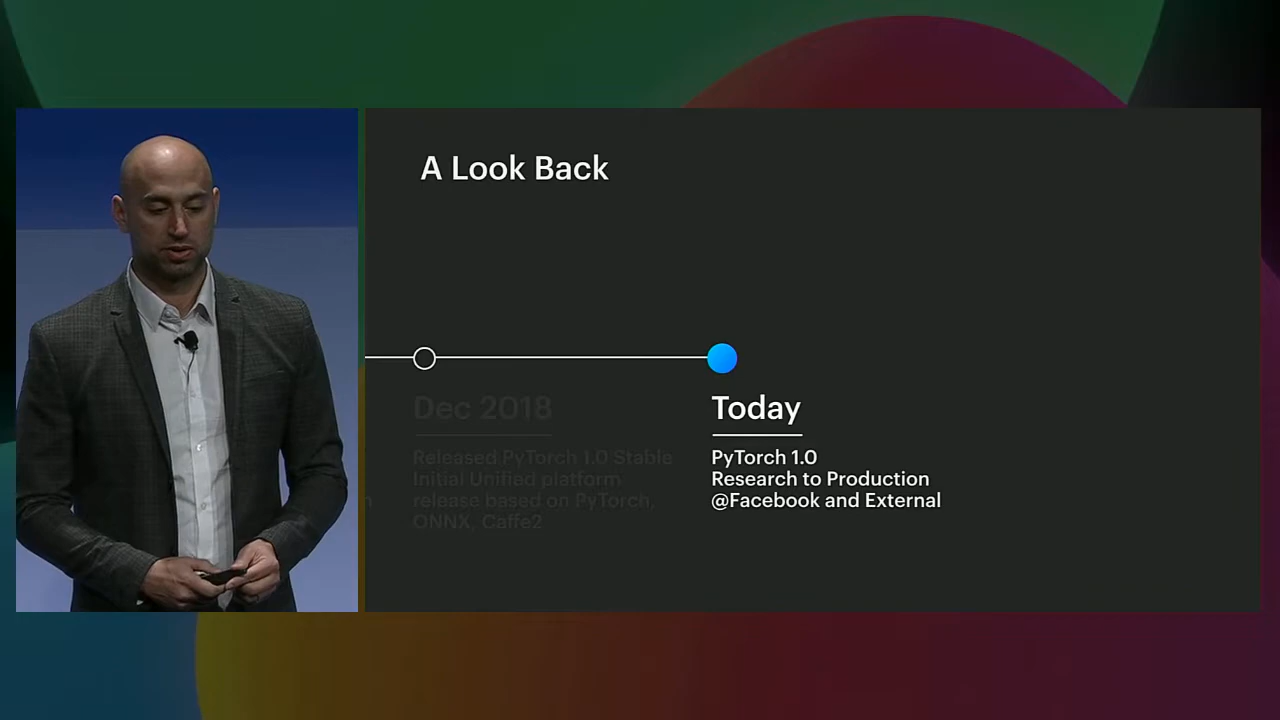 A Look Back
Dec 2018
Released PyTorch 1.0 Stable
Initial Unified platform
release based on PyTorch,
ONNX, Caffe2
Today
PyTorch 1.0
Research to Production
@Facebook and External